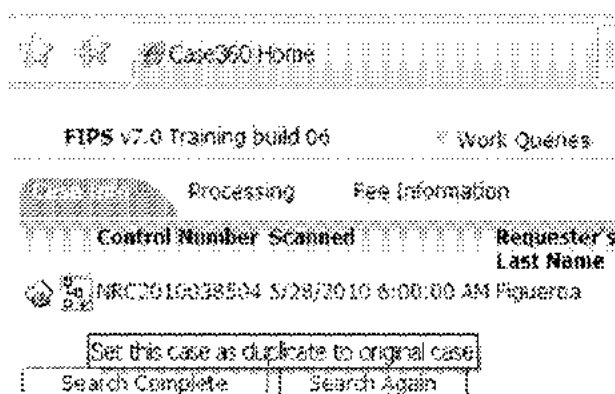 Case360 Home
FIPS v7.0 Training build 06
Work Queries
Processing
Fee Information
Control Number
Scanned
Requester's
Last Name
NRC2010038504 5/28/2010 6:00:00 AM Figueroa
Set this case as duplicate to original case
Search Complete
Search Again